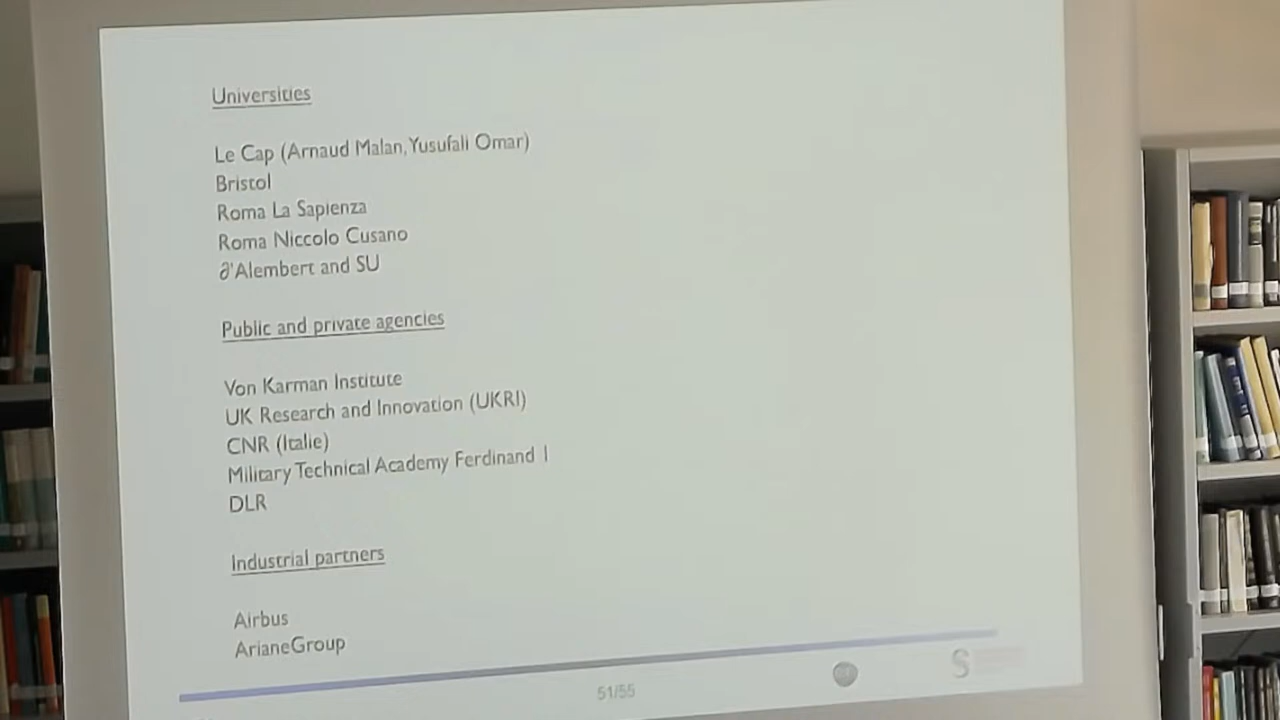 Universities
Le Cap (Arnaud Malan, Yusufali Omar)
Bristol
Roma La Sapienza
Roma Niccolo Cusano
∂'Alembert and SU
Public and private agencies
Von Karman Institute
UK Research and Innovation (UKRI)
CNR (Italie)
Military Technical Academy Ferdinand 1
DLR
Industrial partners
Airbus
ArianeGroup
51/55
S